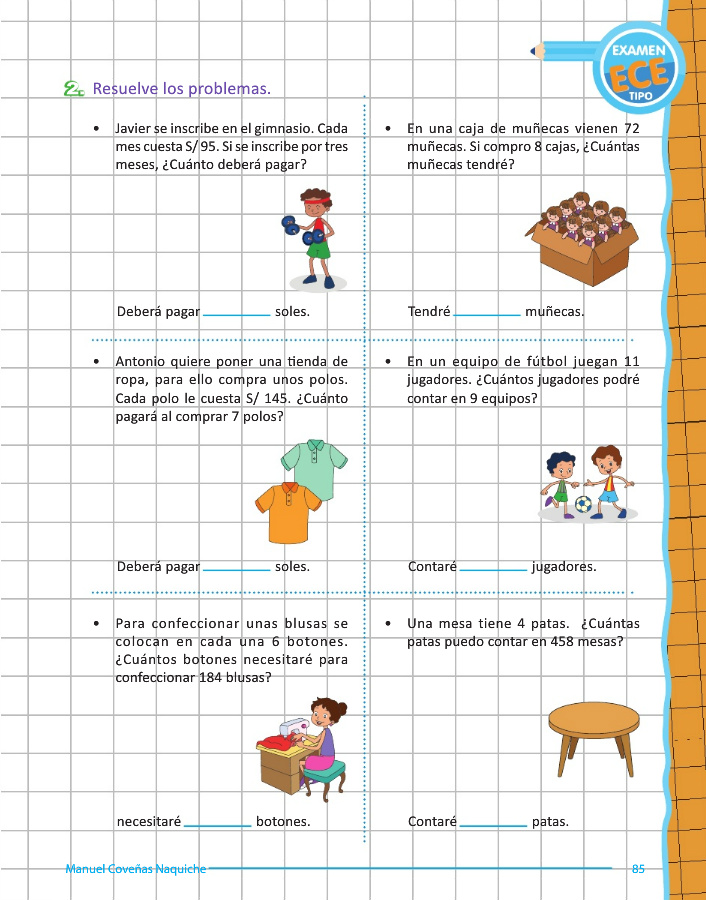 EXAMEN
ECE
TIPO
2. Resuelve los problemas.
• Javier se inscribe en el gimnasio. Cada
mes cuesta S/ 95. Si se inscribe por tres
meses, ¿Cuánto deberá pagar?
Deberá pagar __________ soles.
• En una caja de muñecas vienen 72
muñecas. Si compro 8 cajas, ¿Cuántas
muñecas tendré?
Tendré __________ muñecas.
• Antonio quiere poner una tienda de
ropa, para ello compra unos polos.
Cada polo le cuesta S/ 145. ¿Cuánto
pagará al comprar 7 polos?
Deberá pagar __________ soles.
• En un equipo de fútbol juegan 11
jugadores. ¿Cuántos jugadores podré
contar en 9 equipos?
Contaré __________ jugadores.
• Para confeccionar unas blusas se
colocan en cada una 6 botones.
¿Cuántos botones necesitaré para
confeccionar 184 blusas?
necesitaré __________ botones.
• Una mesa tiene 4 patas. ¿Cuántas
patas puedo contar en 458 mesas?
Contaré __________ patas.
Manuel Coveñas Naquiche
85